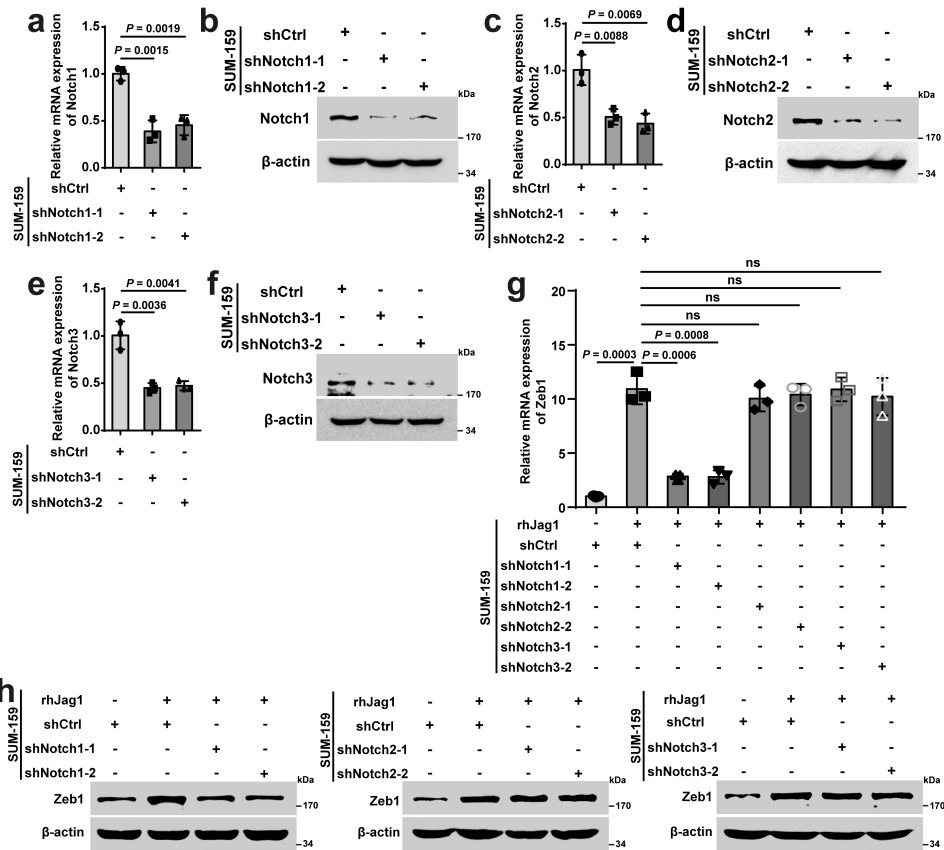 a
Relative mRNA expression
of Notch1
1.5
1.0
0.5
0.0
P = 0.0019
P = 0.0015
SUM-159
shCtrl + - -
shNotch1-1 - + -
shNotch1-2 - - +
b
SUM-159
shCtrl + - -
shNotch1-1 - + -
shNotch1-2 - - +
kDa
Notch1
170
β-actin
34
c
Relative mRNA expression
of Notch2
1.5
1.0
0.5
0.0
P = 0.0069
P = 0.0088
SUM-159
shCtrl + - -
shNotch2-1 - + -
shNotch2-2 - - +
d
SUM-159
shCtrl + - -
shNotch2-1 - + -
shNotch2-2 - - +
kDa
Notch2
170
β-actin
34
e
Relative mRNA expression
of Notch3
1.5
1.0
0.5
0.0
P = 0.0041
P = 0.0036
SUM-159
shCtrl + - -
shNotch3-1 - + -
shNotch3-2 - - +
f
SUM-159
shCtrl + - -
shNotch3-1 - + -
shNotch3-2 - - +
kDa
Notch3
170
β-actin
34
g
Relative mRNA expression
of Zeb1
20
15
10
5
0
ns
ns
ns
ns
P = 0.0008
P = 0.0003
P = 0.0006
SUM-159
rhJag1 - + + + + + + +
shCtrl + + - - - - - -
shNotch1-1 - - + - - - - -
shNotch1-2 - - - + - - - -
shNotch2-1 - - - - + - - -
shNotch2-2 - - - - - + - -
shNotch3-1 - - - - - - + -
shNotch3-2 - - - - - - - +
h
SUM-159
rhJag1 - + + +
shCtrl + + - -
shNotch1-1 - - + -
shNotch1-2 - - - +
kDa
Zeb1
170
β-actin
34
SUM-159
rhJag1 - + + +
shCtrl + + - -
shNotch2-1 - - + -
shNotch2-2 - - - +
kDa
Zeb1
170
β-actin
34
SUM-159
rhJag1 - + + +
shCtrl + + - -
shNotch3-1 - - + -
shNotch3-2 - - - +
kDa
Zeb1
170
β-actin
34